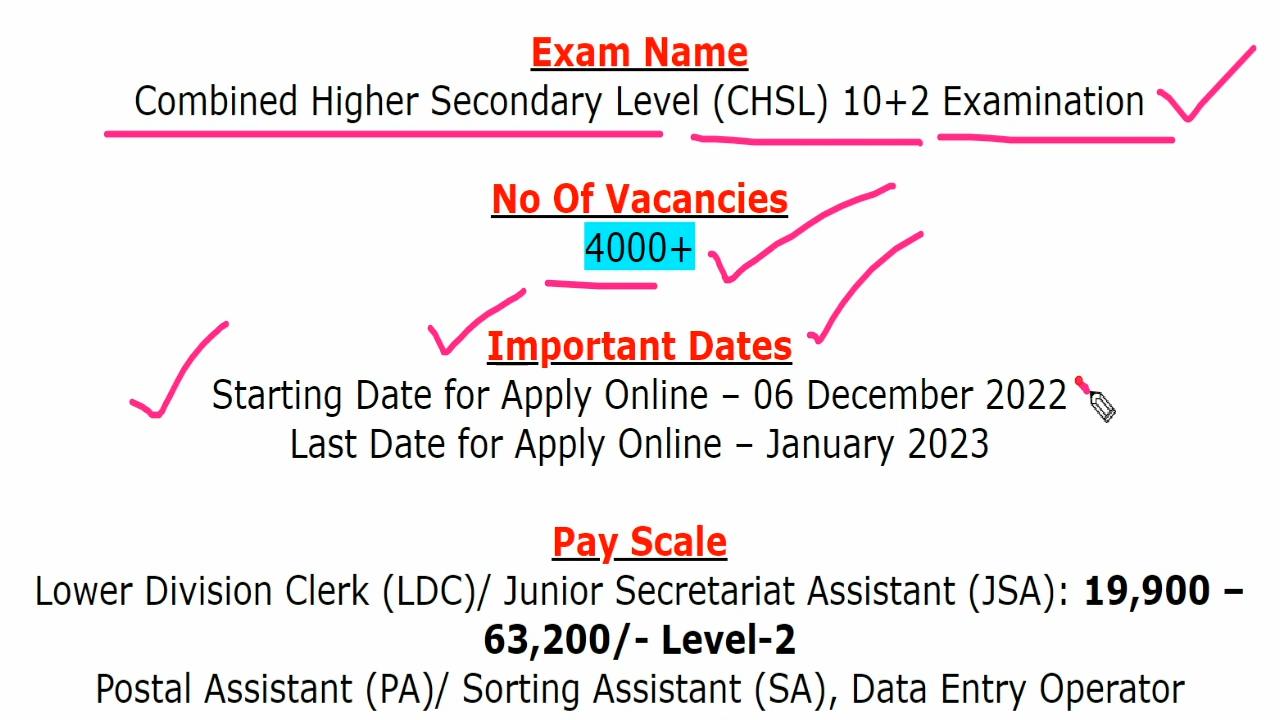 Exam Name
Combined Higher Secondary Level (CHSL) 10+2 Examination
No Of Vacancies
4000+
Important Dates
Starting Date for Apply Online – 06 December 2022
Last Date for Apply Online – January 2023
Pay Scale
Lower Division Clerk (LDC)/ Junior Secretariat Assistant (JSA): 19,900 –
63,200/- Level-2
Postal Assistant (PA)/ Sorting Assistant (SA), Data Entry Operator